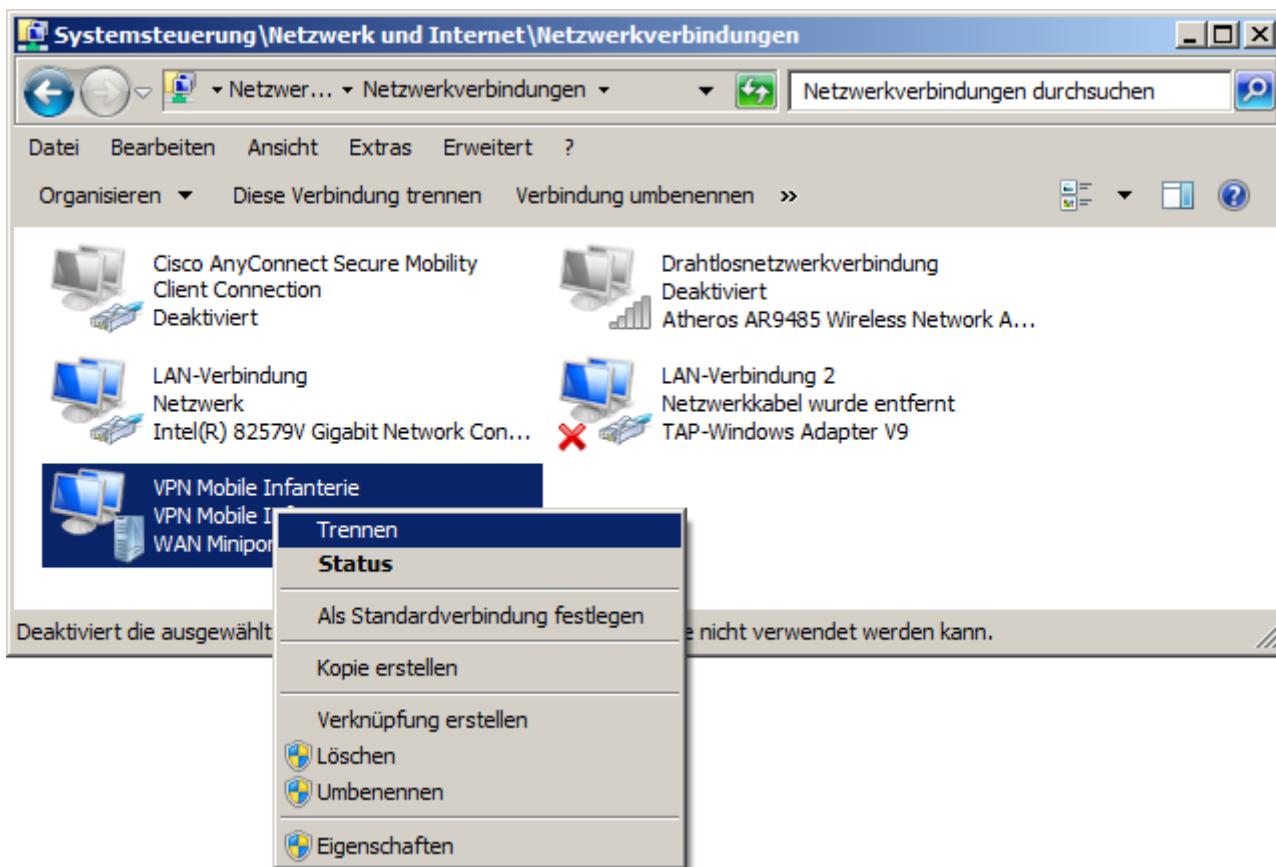 Systemsteuerung\Netzwerk und Internet\Netzwerkverbindungen
Netzwer... Netzwerkverbindungen
Netzwerkverbindungen durchsuchen
Datei Bearbeiten Ansicht Extras Erweitert ?
Organisieren Diese Verbindung trennen Verbindung umbenennen »
Cisco AnyConnect Secure Mobility
Client Connection
Deaktiviert
Drahtlosnetzwerkverbindung
Deaktiviert
Atheros AR9485 Wireless Network A...
LAN-Verbindung
Netzwerk
Intel(R) 82579V Gigabit Network Con...
LAN-Verbindung 2
Netzwerkkabel wurde entfernt
TAP-Windows Adapter V9
VPN Mobile Infanterie
VPN Mobile
WAN
Trennen
Status
Als Standardverbindung festlegen
Kopie erstellen
Verknüpfung erstellen
Löschen
Umbenennen
Eigenschaften
Deaktiviert die nicht verwendet werden kann.